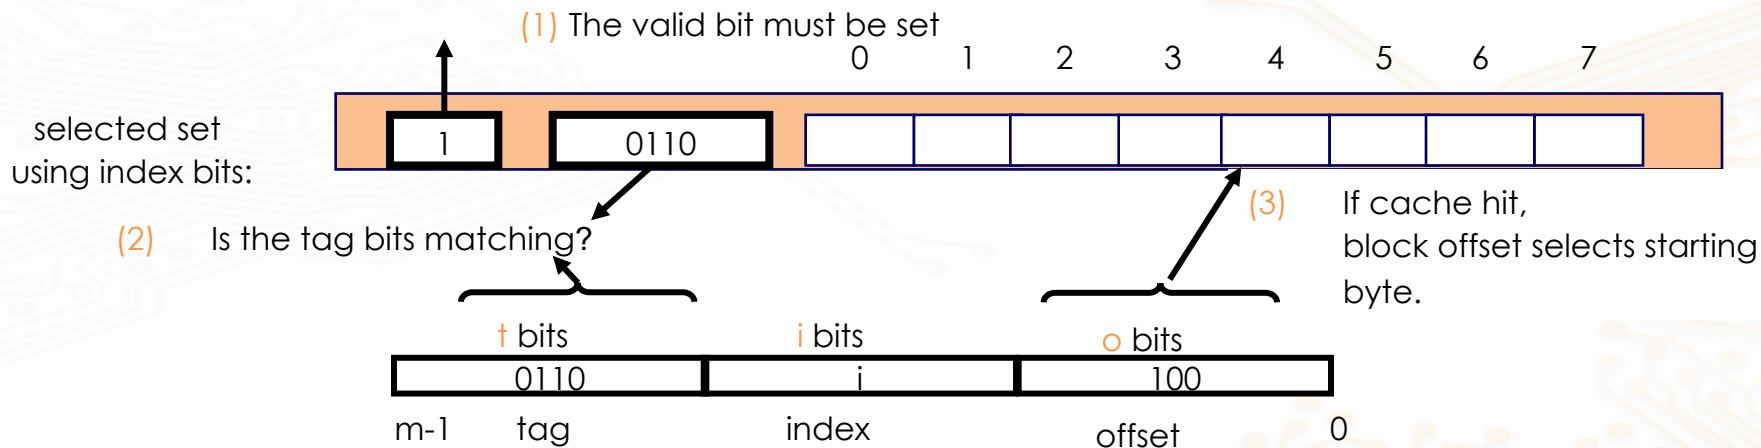 (1) The valid bit must be set
0 1 2 3 4 5 6 7
selected set
using index bits:
1 0110
(2) Is the tag bits matching?
(3) If cache hit,
block offset selects starting
byte.
t bits i bits o bits
0110 i 100
m-1 tag index offset 0